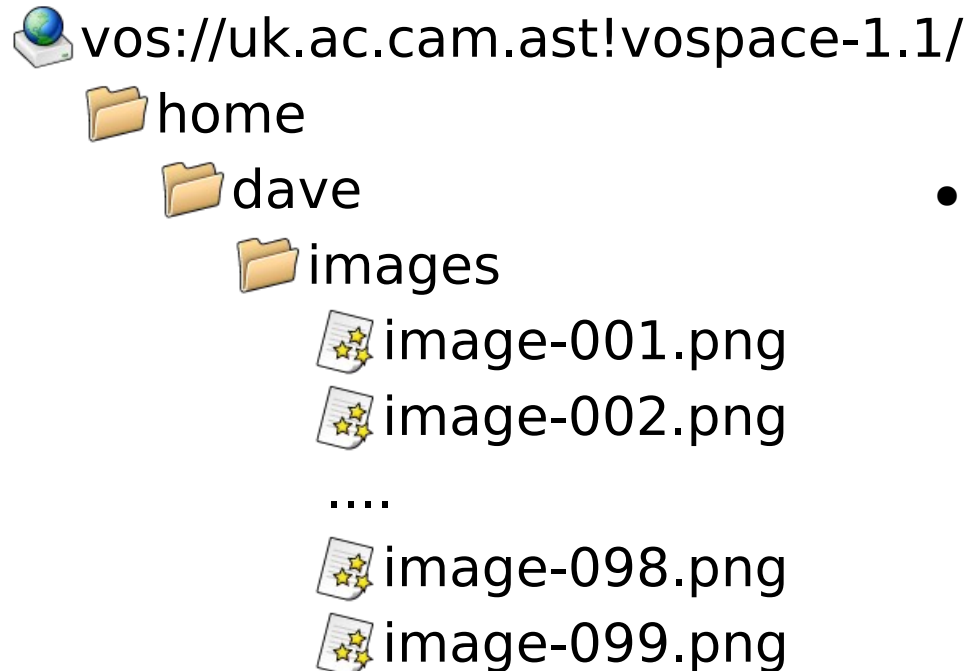 vos://uk.ac.cam.ast!vospace-1.1/
home
dave
•
images
image-001.png
image-002.png
....
image-098.png
image-099.png